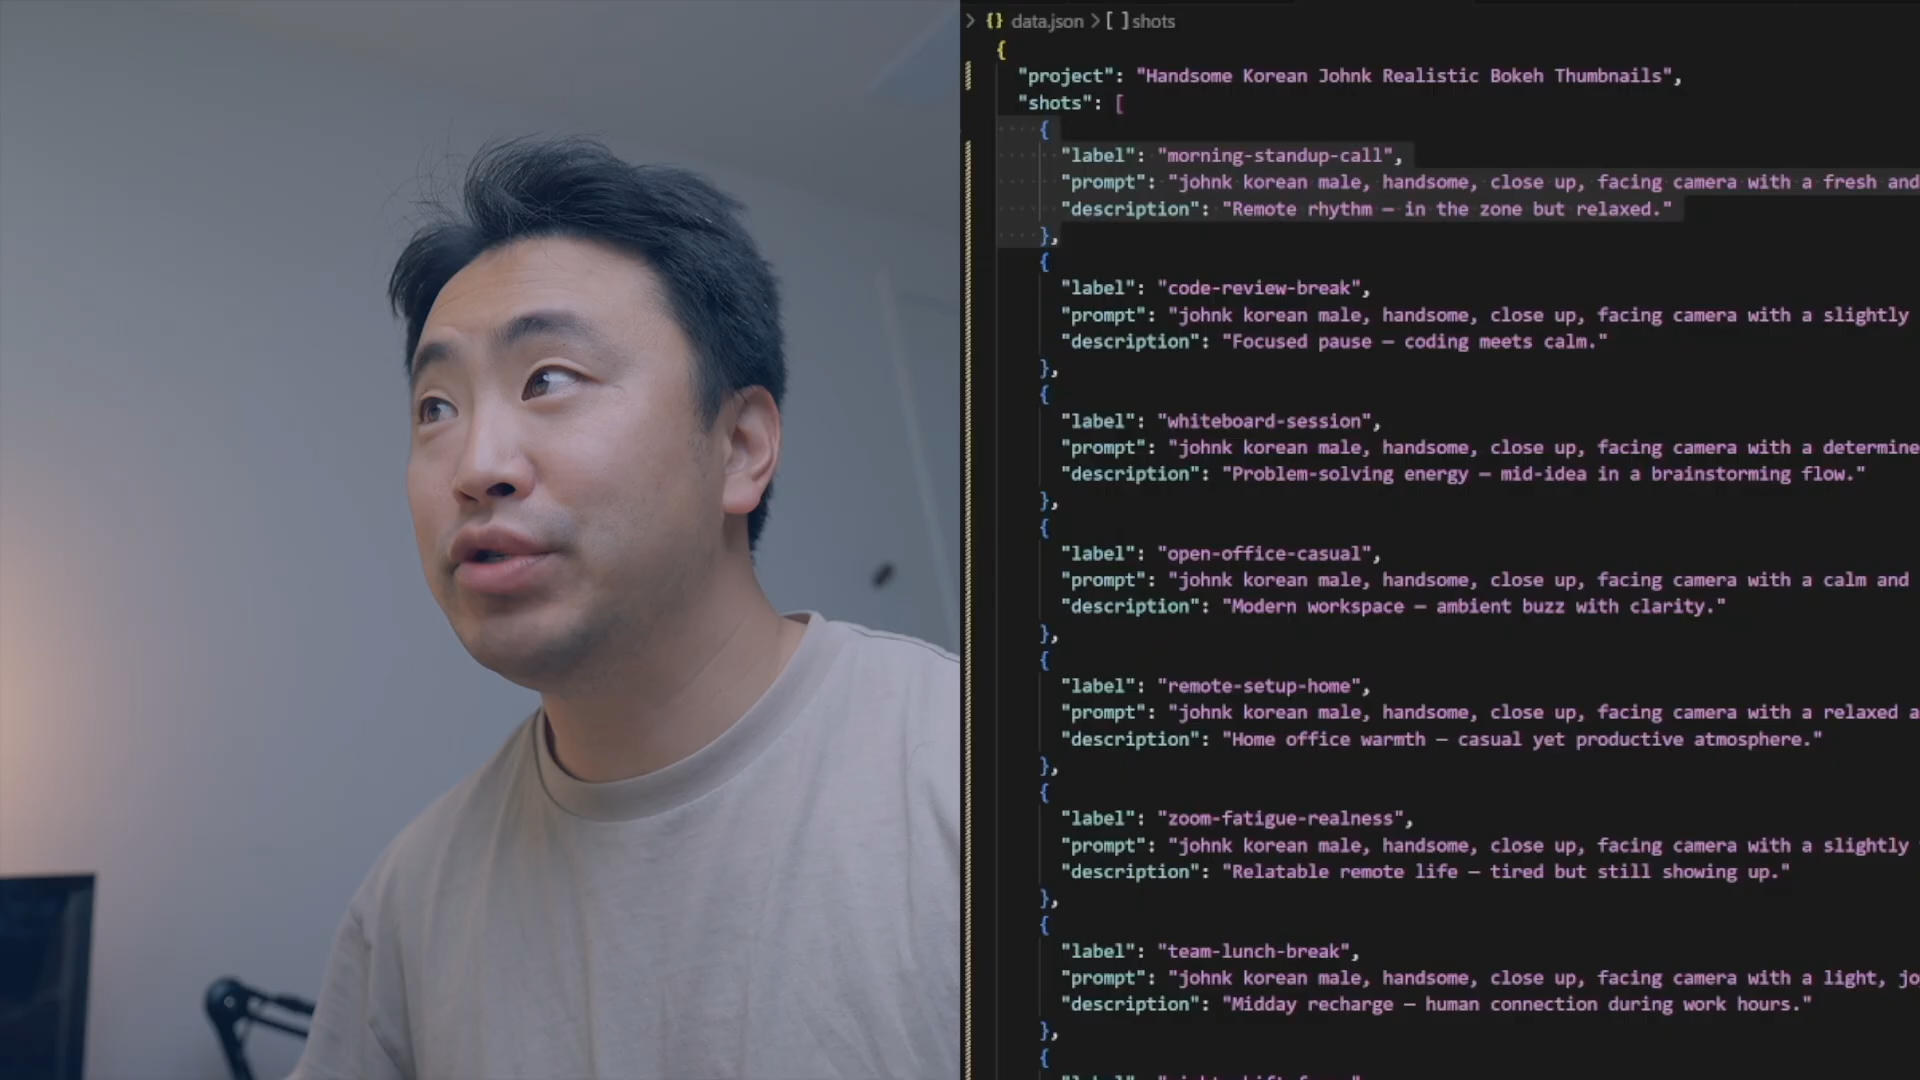 > {} data.json > [ ] shots
{
"project": "Handsome Korean Johnk Realistic Bokeh Thumbnails",
"shots": [
{
"label": "morning-standup-call",
"prompt": "johnk korean male, handsome, close up, facing camera with a fresh and
"description": "Remote rhythm — in the zone but relaxed."
},
{
"label": "code-review-break",
"prompt": "johnk korean male, handsome, close up, facing camera with a slightly
"description": "Focused pause — coding meets calm."
},
{
"label": "whiteboard-session",
"prompt": "johnk korean male, handsome, close up, facing camera with a determine
"description": "Problem-solving energy — mid-idea in a brainstorming flow."
},
{
"label": "open-office-casual",
"prompt": "johnk korean male, handsome, close up, facing camera with a calm and
"description": "Modern workspace — ambient buzz with clarity."
},
{
"label": "remote-setup-home",
"prompt": "johnk korean male, handsome, close up, facing camera with a relaxed a
"description": "Home office warmth — casual yet productive atmosphere."
},
{
"label": "zoom-fatigue-realness",
"prompt": "johnk korean male, handsome, close up, facing camera with a slightly
"description": "Relatable remote life — tired but still showing up."
},
{
"label": "team-lunch-break",
"prompt": "johnk korean male, handsome, close up, facing camera with a light, jo
"description": "Midday recharge — human connection during work hours."
},
{